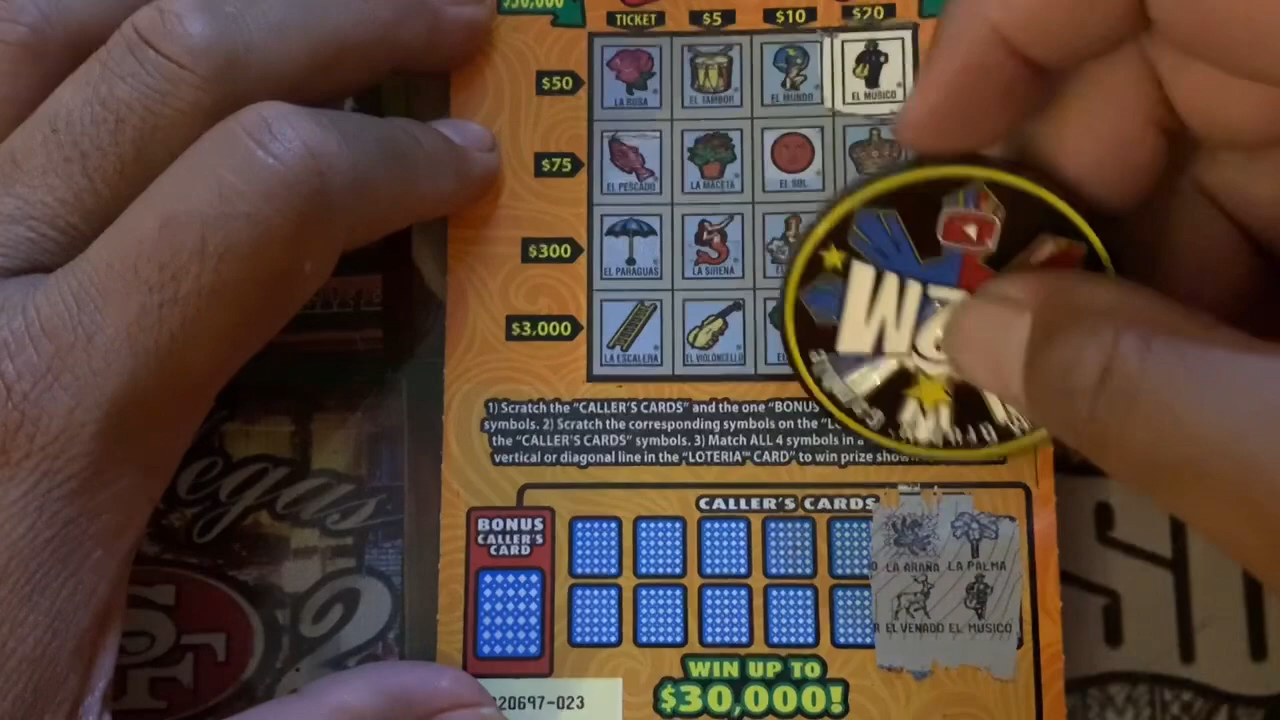 $30,000
TICKET $5 $10 $20
$50
LA ROSA EL TAMBOR EL MUNDO EL MUSICO
$75
EL PESCADO LA MACETA EL SOL
$300
EL PARAGUAS LA SIRENA
$3,000
LA ESCALERA EL VIOLONCELLO
1) Scratch the "CALLER'S CARDS" and the one "BONUS
symbols. 2) Scratch the corresponding symbols on the
the "CALLER'S CARDS" symbols. 3) Match ALL 4 symbols in a
vertical or diagonal line in the "LOTERIA™ CARD" to win prize
CALLER'S CARDS
BONUS
CALLER'S
CARD
LA ARAÑA LA PALMA
EL VENADO EL MUSICO
WIN UP TO
$30,000!
20697-023
egas
SF
2